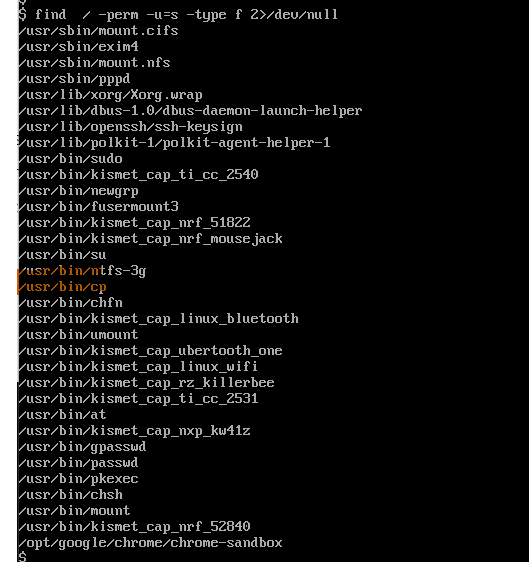 $
$ find  / -perm -u=s -type f 2>/dev/null
/usr/sbin/mount.cifs
/usr/sbin/exim4
/usr/sbin/mount.nfs
/usr/sbin/pppd
/usr/lib/xorg/Xorg.wrap
/usr/lib/dbus-1.0/dbus-daemon-launch-helper
/usr/lib/openssh/ssh-keysign
/usr/lib/polkit-1/polkit-agent-helper-1
/usr/bin/sudo
/usr/bin/kismet_cap_ti_cc_2540
/usr/bin/newgrp
/usr/bin/fusermount3
/usr/bin/kismet_cap_nrf_51822
/usr/bin/kismet_cap_nrf_mousejack
/usr/bin/su
/usr/bin/ntfs-3g
/usr/bin/cp
/usr/bin/chfn
/usr/bin/kismet_cap_linux_bluetooth
/usr/bin/umount
/usr/bin/kismet_cap_ubertooth_one
/usr/bin/kismet_cap_linux_wifi
/usr/bin/kismet_cap_rz_killerbee
/usr/bin/kismet_cap_ti_cc_2531
/usr/bin/at
/usr/bin/kismet_cap_nxp_kw41z
/usr/bin/gpasswd
/usr/bin/passwd
/usr/bin/pkexec
/usr/bin/chsh
/usr/bin/mount
/usr/bin/kismet_cap_nrf_52840
/opt/google/chrome/chrome-sandbox
$